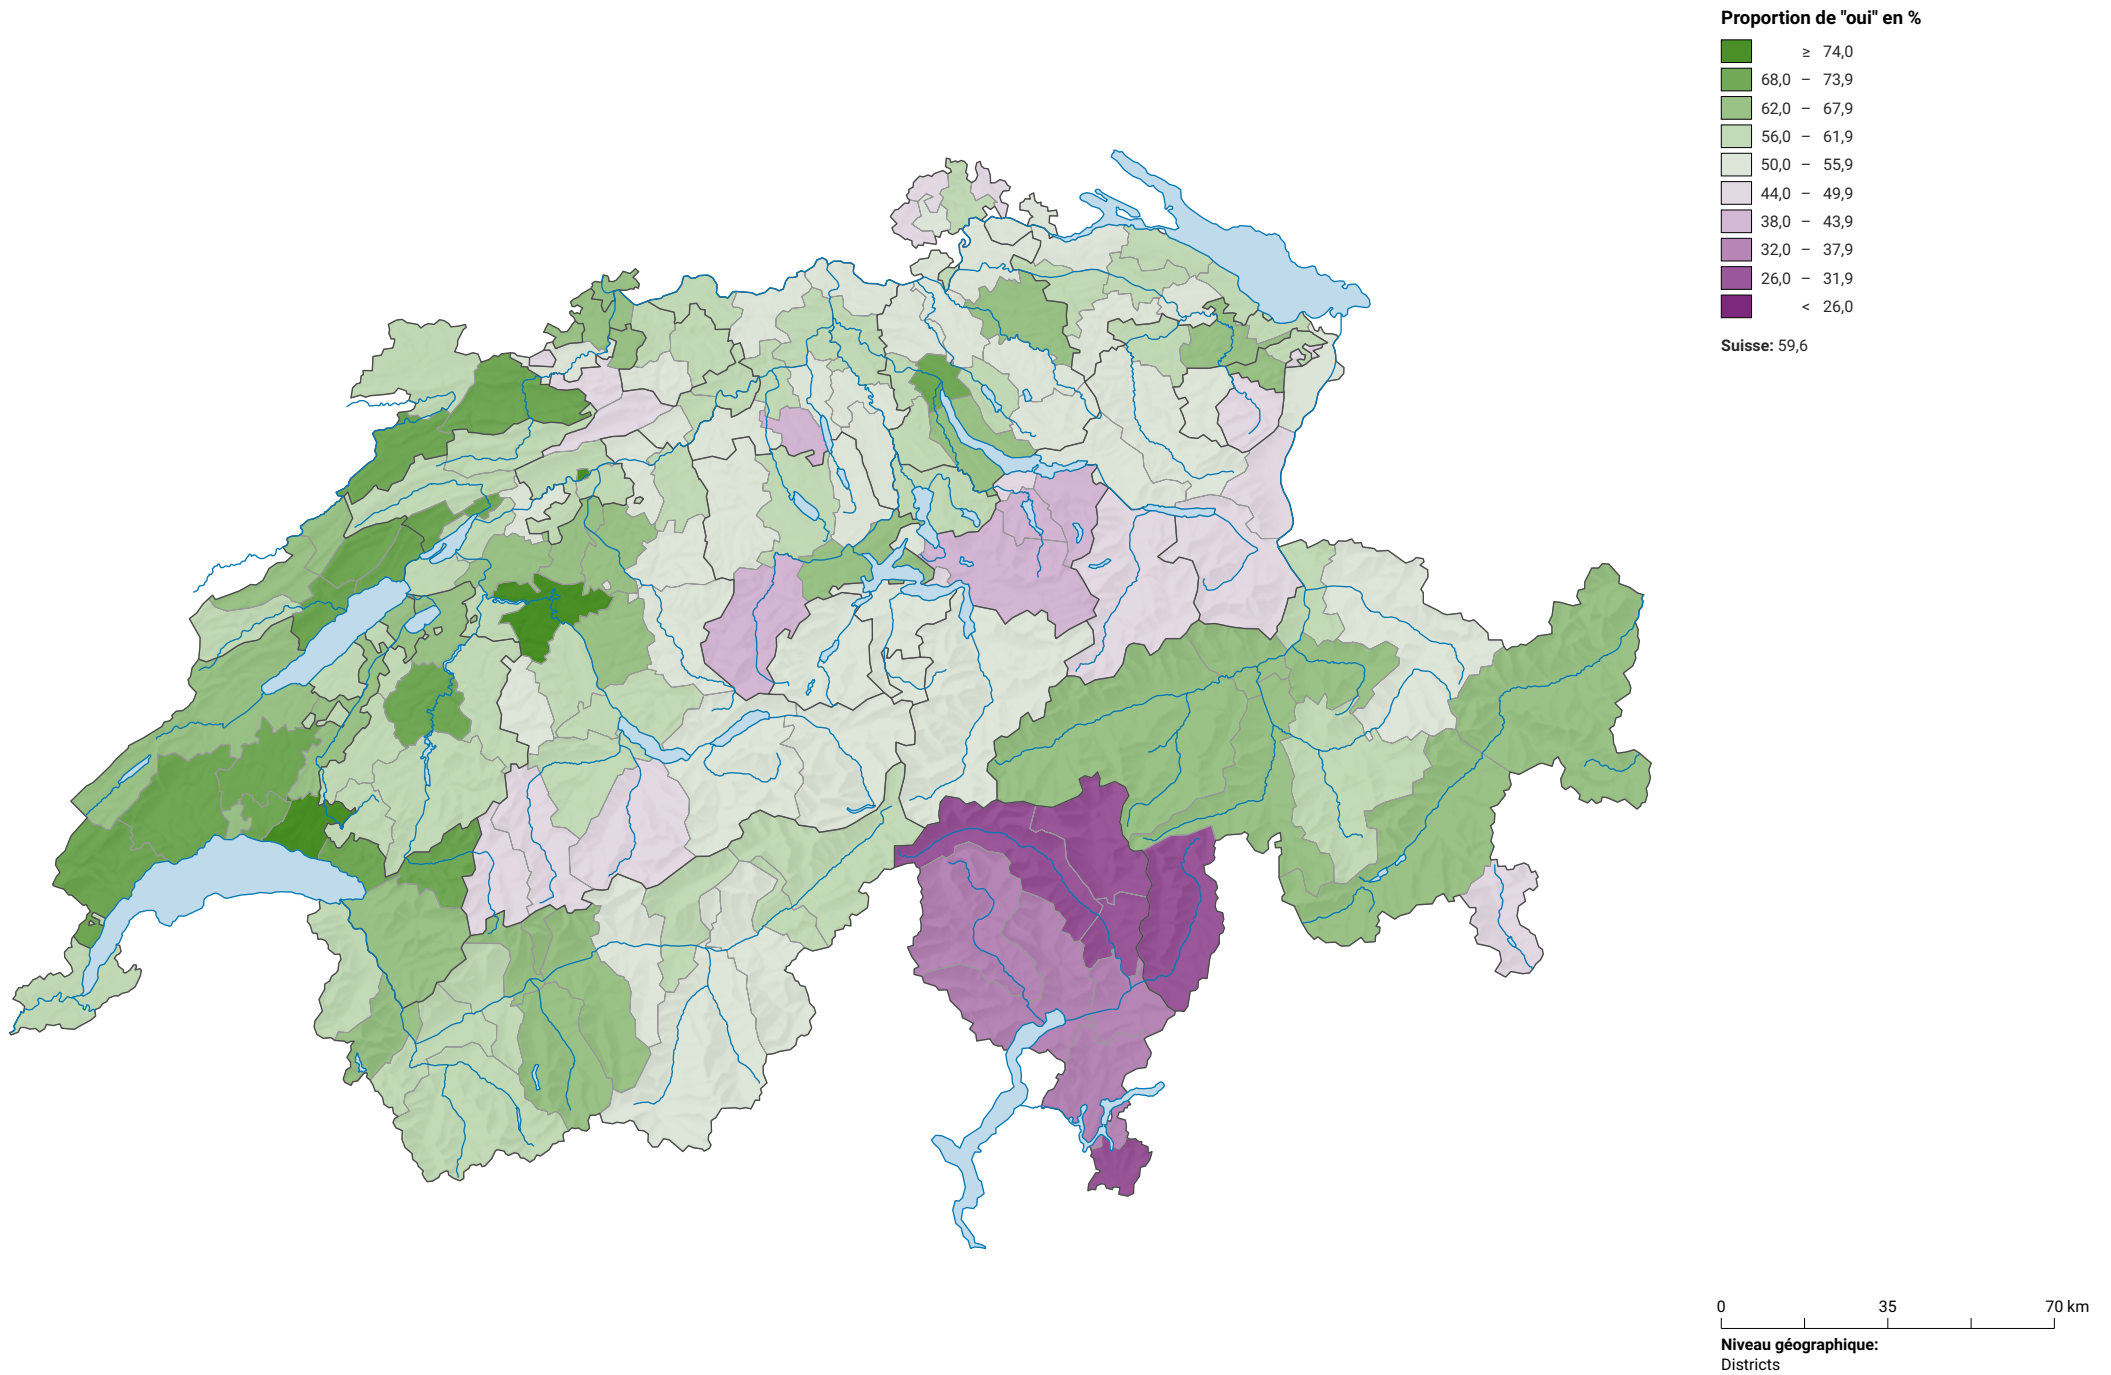 Proportion de "oui" en %
≥ 74,0
68,0 – 73,9
62,0 – 67,9
56,0 – 61,9
50,0 – 55,9
44,0 – 49,9
38,0 – 43,9
32,0 – 37,9
26,0 – 31,9
< 26,0
Suisse: 59,6
0 35 70 km
Niveau géographique:
Districts